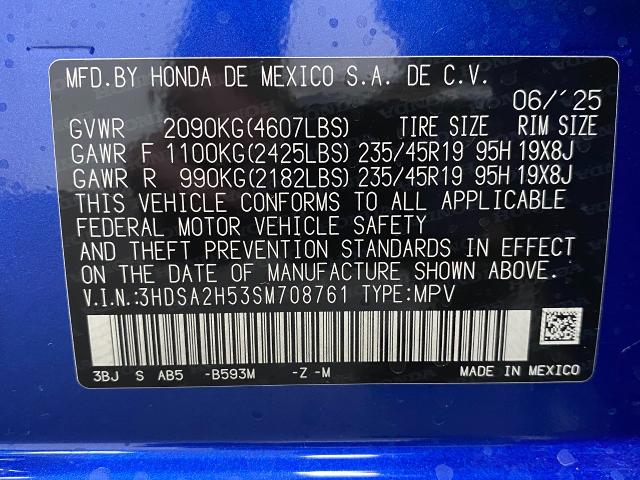 MFD.BY HONDA DE MEXICO S.A. DE C.V.
06/'25
GVWR 2090KG(4607LBS) TIRE SIZE RIM SIZE
GAWR F 1100KG(2425LBS) 235/45R19 95H 19X8J
GAWR R 990KG(2182LBS) 235/45R19 95H 19X8J
THIS VEHICLE CONFORMS TO ALL APPLICABLE
FEDERAL MOTOR VEHICLE SAFETY
AND THEFT PREVENTION STANDARDS IN EFFECT
ON THE DATE OF MANUFACTURE SHOWN ABOVE.
V.I.N.:3HDSA2H53SM708761 TYPE:MPV
3BJ S AB5 -B593M -Z -M MADE IN MEXICO